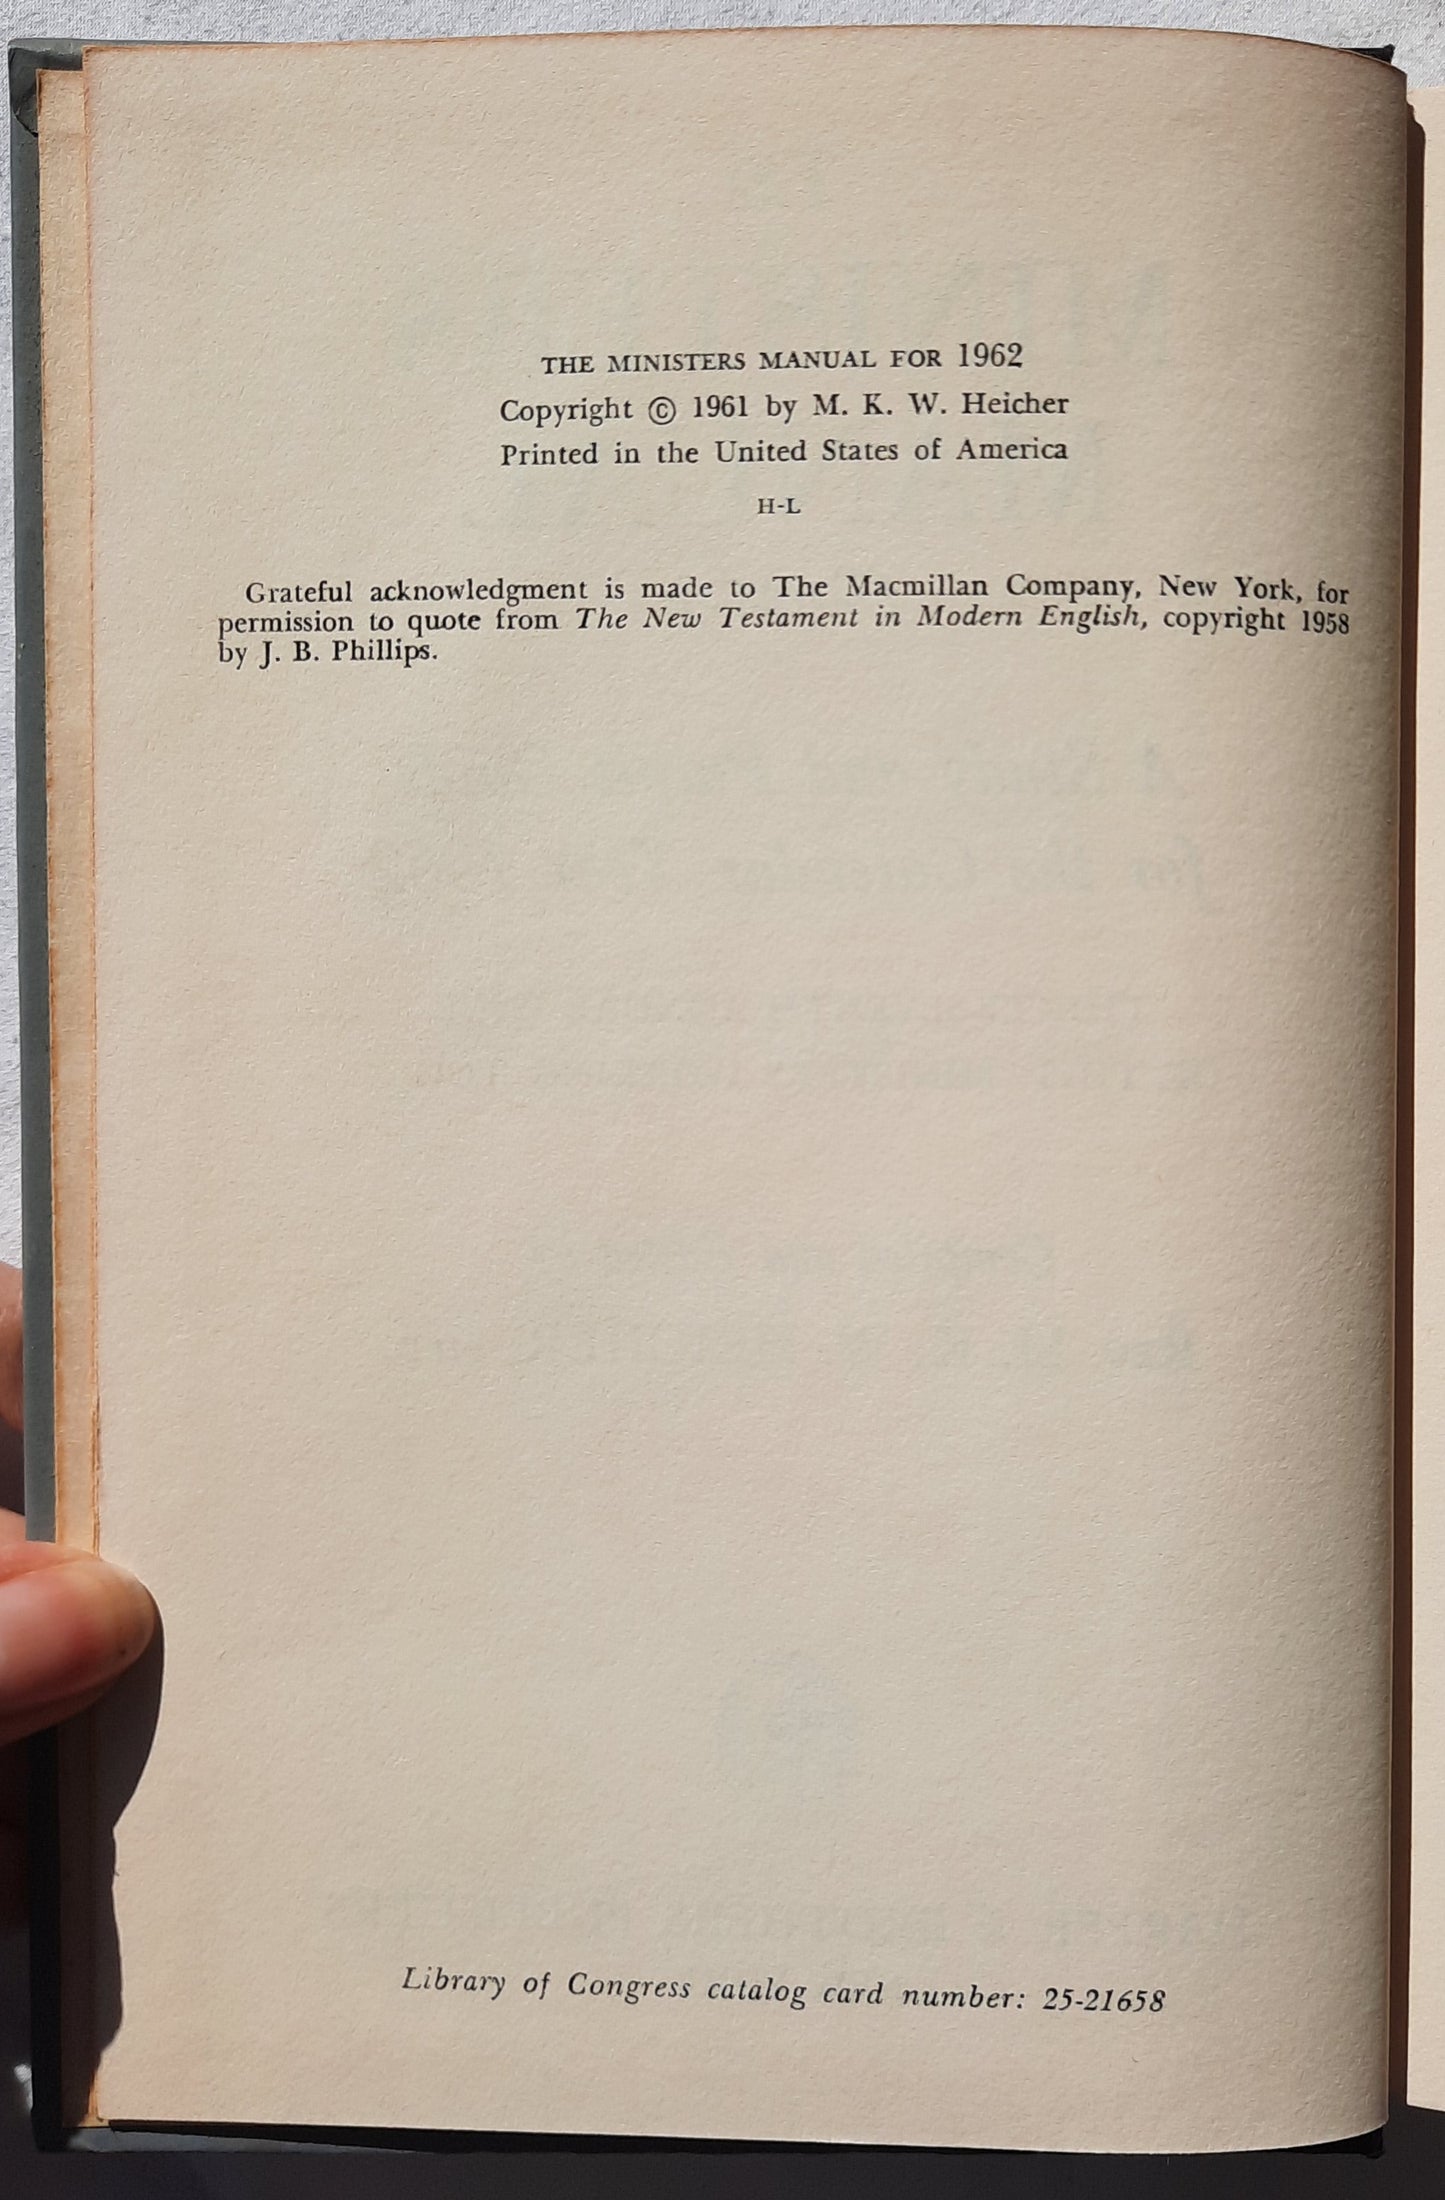 THE MINISTERS MANUAL FOR 1962
Copyright © 1961 by M. K. W. Heicher
Printed in the United States of America
H-L
Grateful acknowledgment is made to The Macmillan Company, New York, for
permission to quote from The New Testament in Modern English, copyright 1958
by J. B. Phillips.
Library of Congress catalog card number: 25-21658